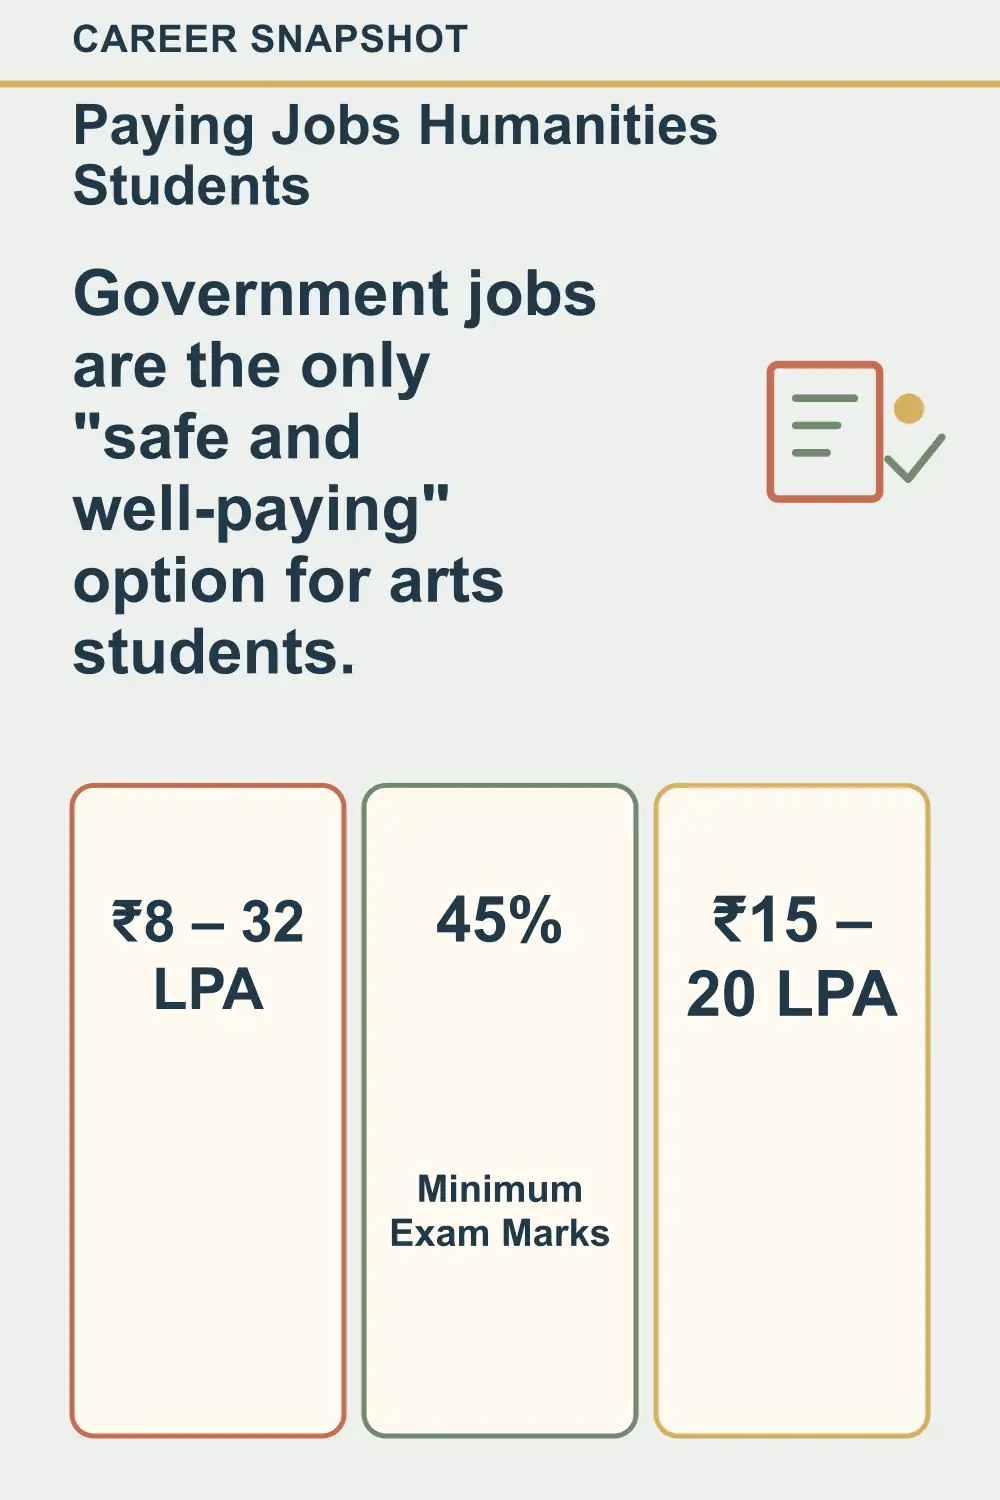 CAREER SNAPSHOT
Paying Jobs Humanities
Students
Government jobs
are the only
"safe and
well-paying"
option for arts
students.
₹8 – 32
LPA
45%
Minimum
Exam Marks
₹15 –
20 LPA